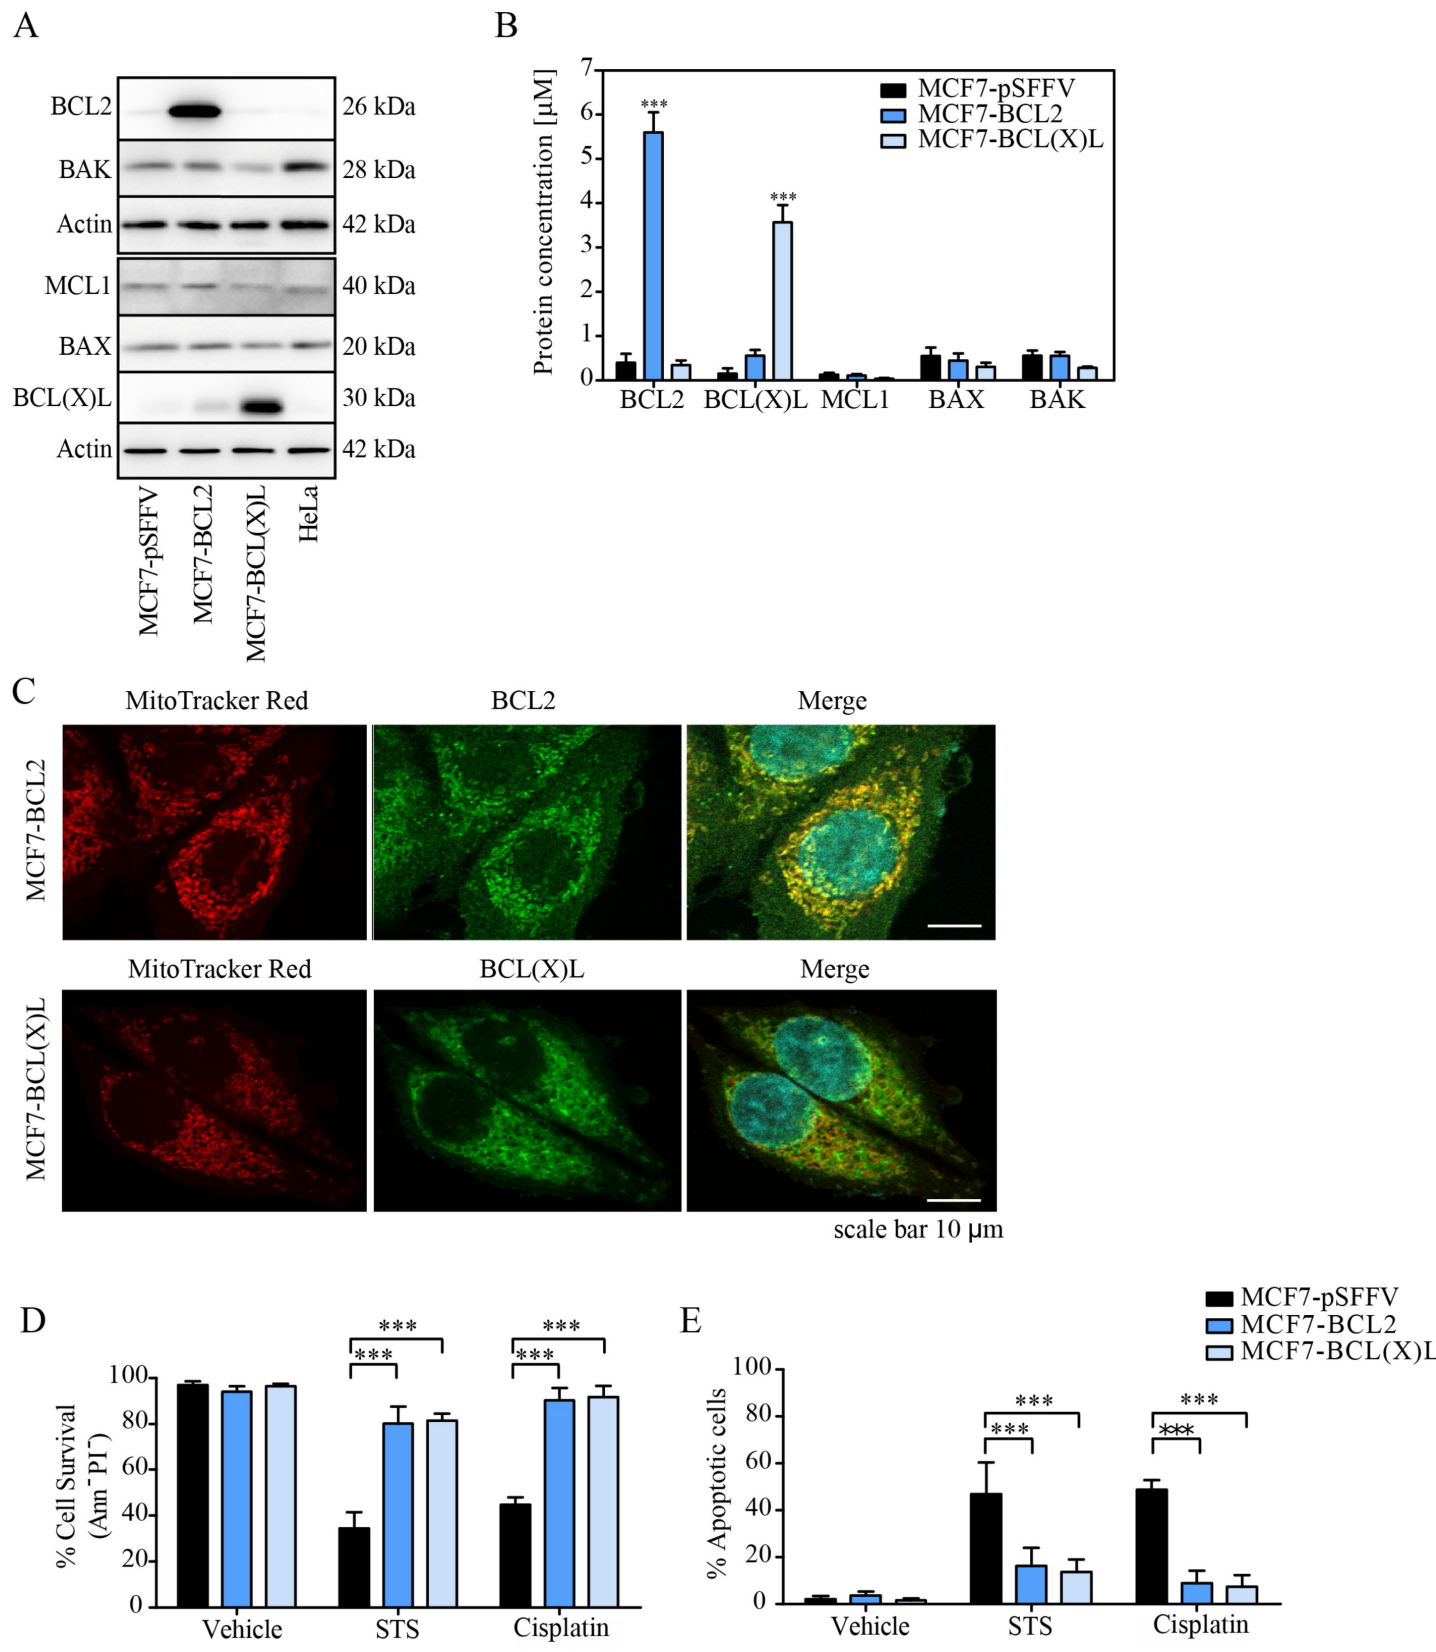 A
BCL2
26 kDa
BAK
28 kDa
Actin
42 kDa
MCL1
40 kDa
BAX
20 kDa
BCL(X)L
30 kDa
Actin
42 kDa
MCF7-pSFFV
MCF7-BCL2
MCF7-BCL(X)L
HeLa
B
Protein concentration [µM]
7
6
5
4
3
2
1
0
***
***
MCF7-pSFFV
MCF7-BCL2
MCF7-BCL(X)L
BCL2 BCL(X)L MCL1 BAX BAK
C
MitoTracker Red BCL2 Merge
MCF7-BCL2
MitoTracker Red BCL(X)L Merge
MCF7-BCL(X)L
scale bar 10 µm
D
% Cell Survival
(Ann⁻PI⁻)
100
80
60
40
20
0
***
***
***
***
Vehicle STS Cisplatin
E
MCF7-pSFFV
MCF7-BCL2
MCF7-BCL(X)L
% Apoptotic cells
100
80
60
40
20
0
***
***
***
***
Vehicle STS Cisplatin